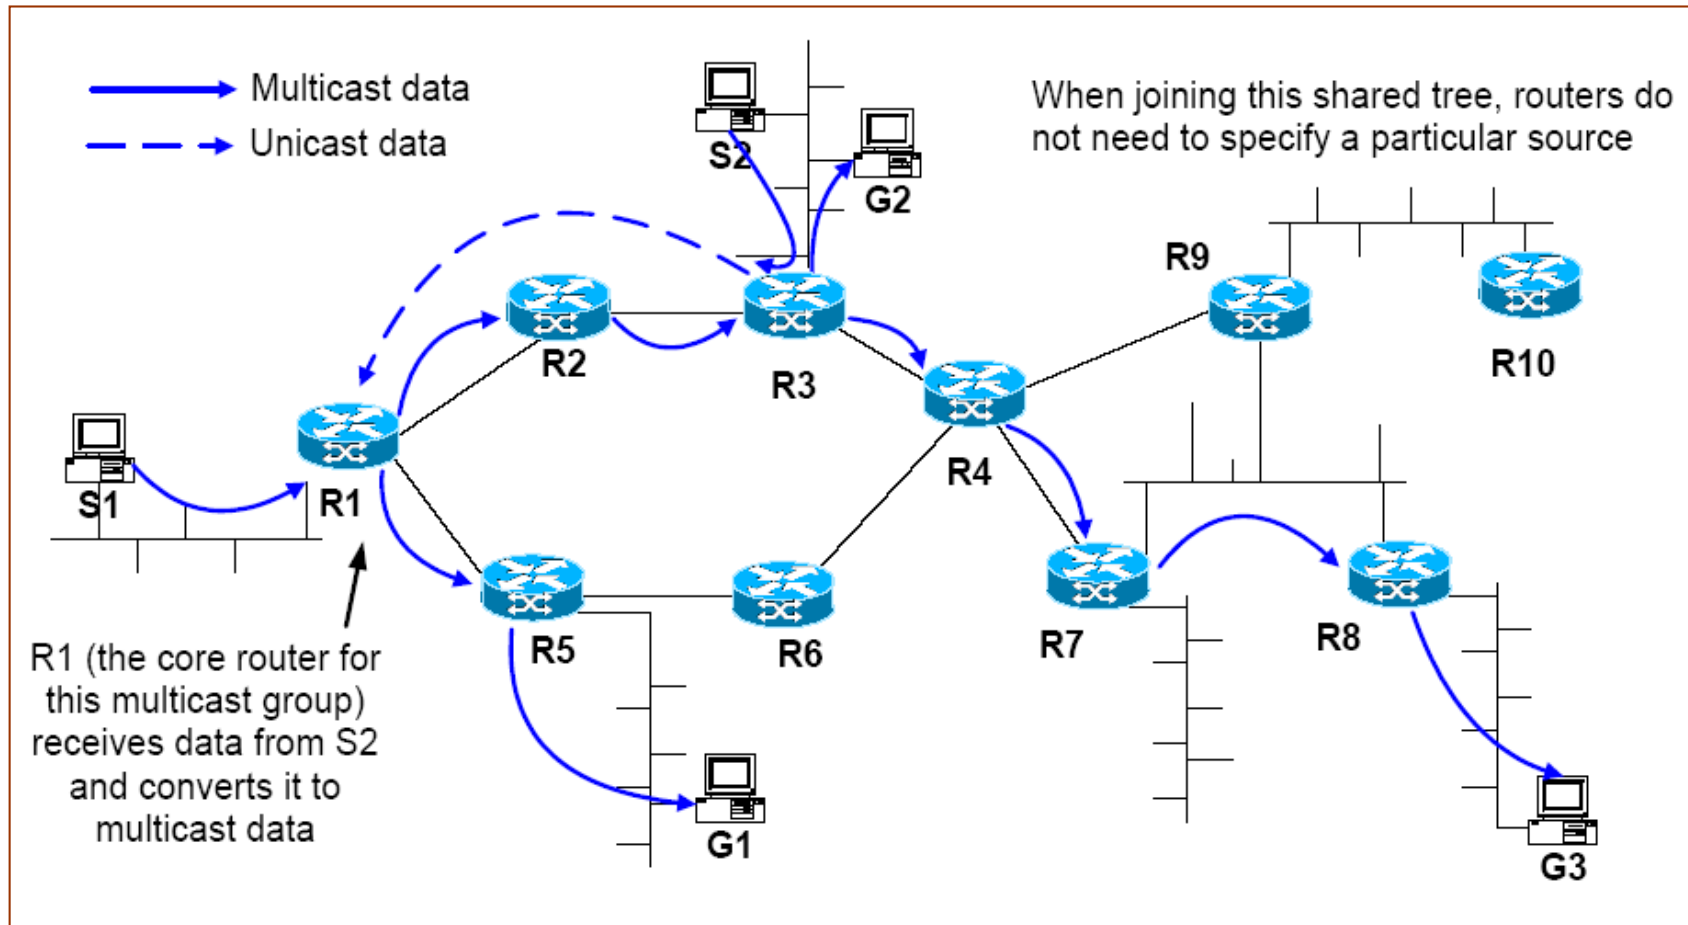 Multicast data
Unicast data
When joining this shared tree, routers do
not need to specify a particular source
S2
G2
R9
R10
R2
R3
R4
S1
R1
R5
R6
R7
R8
R1 (the core router for
this multicast group)
receives data from S2
and converts it to
multicast data
G1
G3